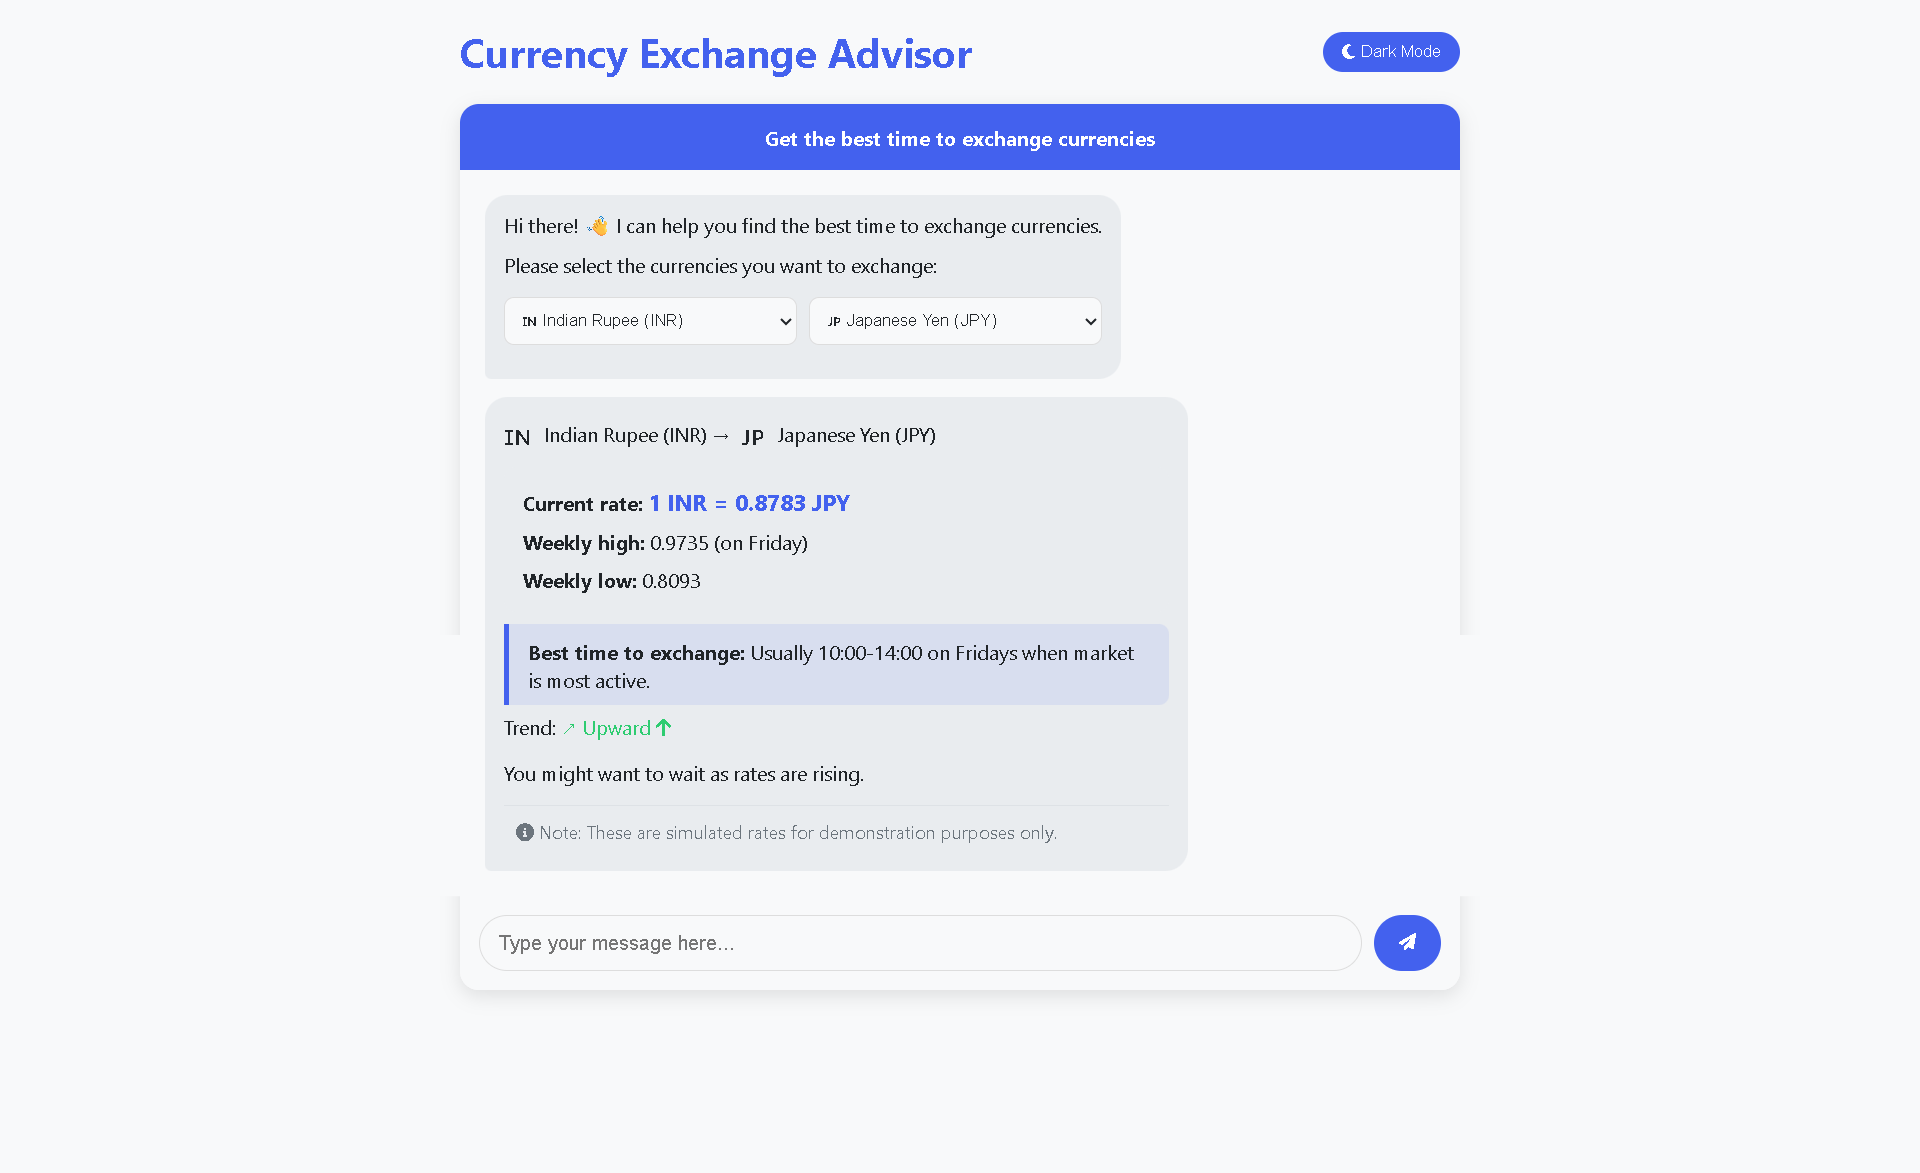 Currency Exchange Advisor
Dark Mode
Get the best time to exchange currencies
Hi there! 👋 I can help you find the best time to exchange currencies.
Please select the currencies you want to exchange:
IN Indian Rupee (INR)
JP Japanese Yen (JPY)
IN Indian Rupee (INR) → JP Japanese Yen (JPY)
Current rate: 1 INR = 0.8783 JPY
Weekly high: 0.9735 (on Friday)
Weekly low: 0.8093
Best time to exchange: Usually 10:00-14:00 on Fridays when market
is most active.
Trend: ↗ Upward ↑
You might want to wait as rates are rising.
Note: These are simulated rates for demonstration purposes only.
Type your message here...